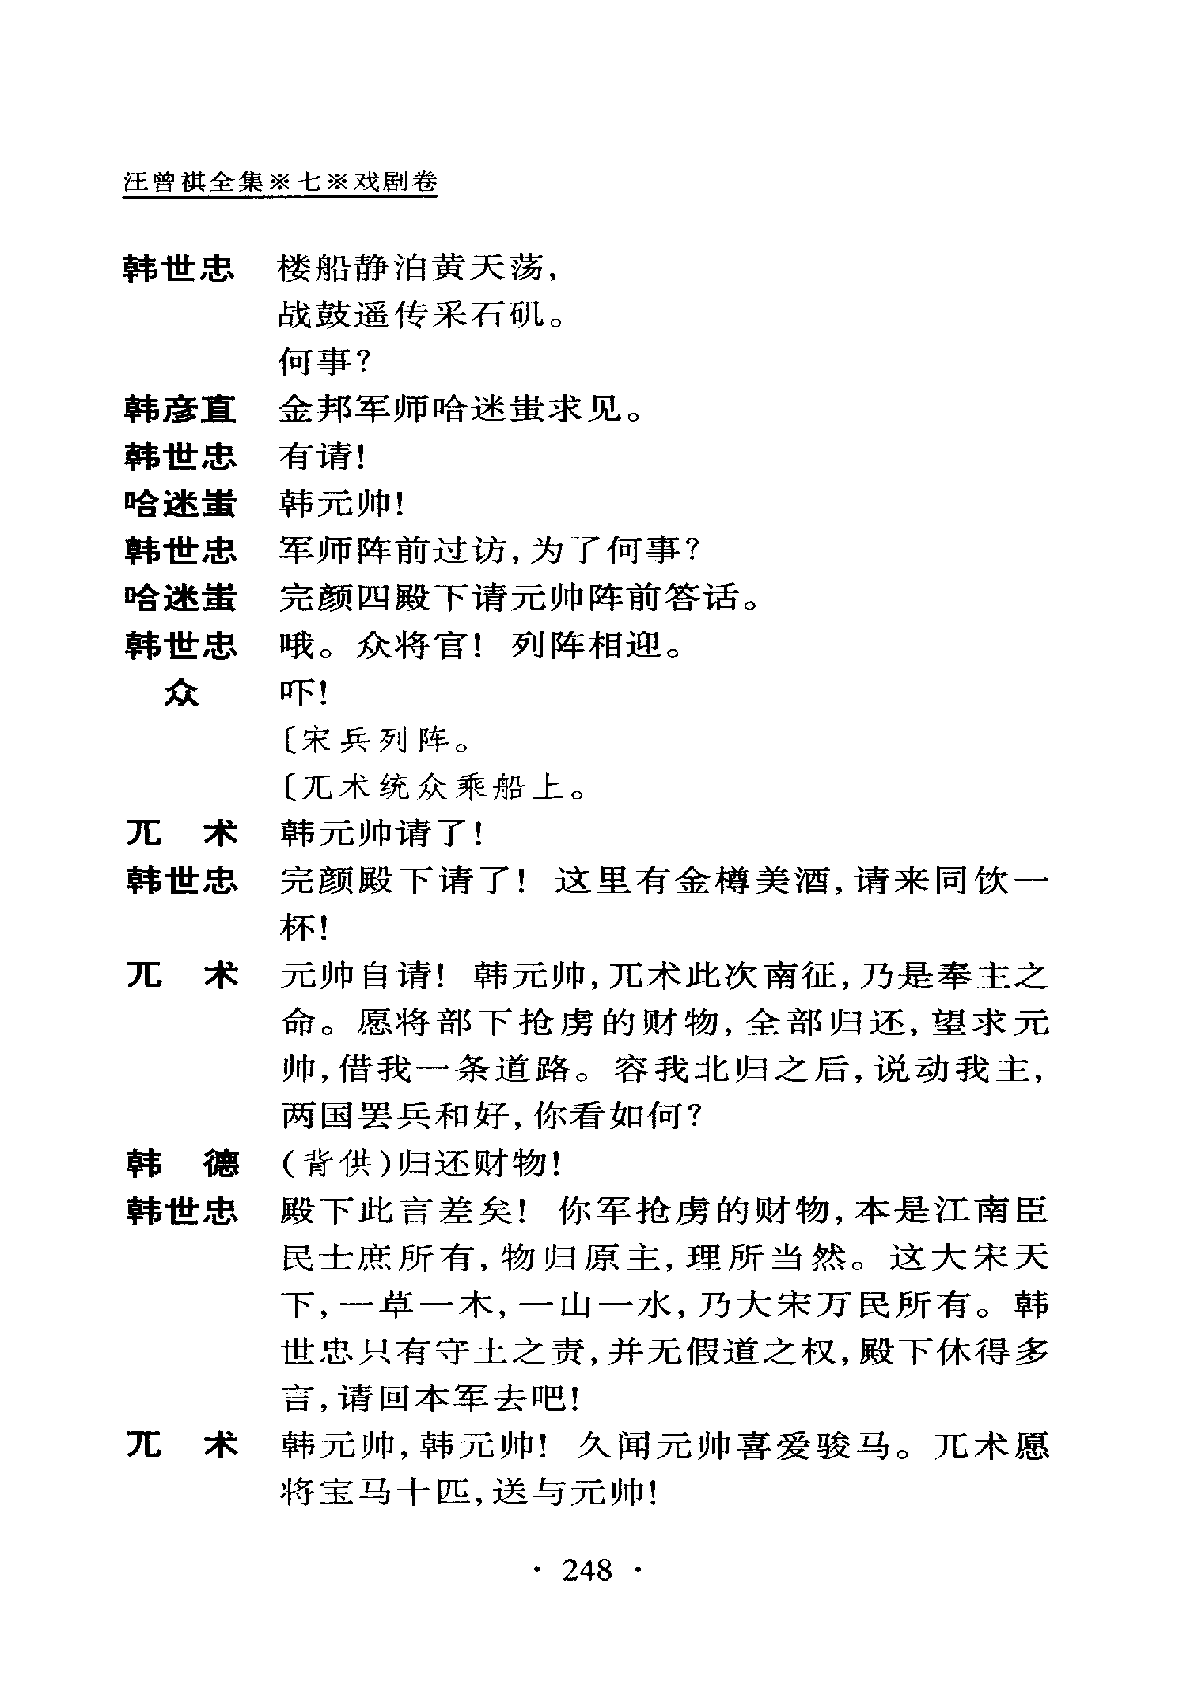 汪曾祺全集※七※戏剧卷
韩世忠 楼船静泊黄天荡,
战鼓遥传采石矶。
何事?
韩彦直 金邦军师哈迷蚩求见。
韩世忠 有请!
哈迷蚩 韩元帅!
韩世忠 军师阵前过访,为了何事?
哈迷蚩 完颜四殿下请元帅阵前答话。
韩世忠 哦。众将官! 列阵相迎。
众 吓!
〔宋兵列阵。
〔兀术统众乘船上。
兀 术 韩元帅请了!
韩世忠 完颜殿下请了! 这里有金樽美酒,请来同饮一
杯!
兀 术 元帅自请! 韩元帅,兀术此次南征,乃是奉主之
命。愿将部下抢虏的财物,全部归还,望求元
帅,借我一条道路。容我北归之后,说动我主,
两国罢兵和好,你看如何?
韩 德 (背供)归还财物!
韩世忠 殿下此言差矣! 你军抢虏的财物,本是江南臣
民士庶所有,物归原主,理所当然。这大宋天
下,一草一木,一山一水,乃大宋万民所有。韩
世忠只有守土之责,并无假道之权,殿下休得多
言,请回本军去吧!
兀 术 韩元帅,韩元帅! 久闻元帅喜爱骏马。兀术愿
将宝马十匹,送与元帅!
· 248 ·